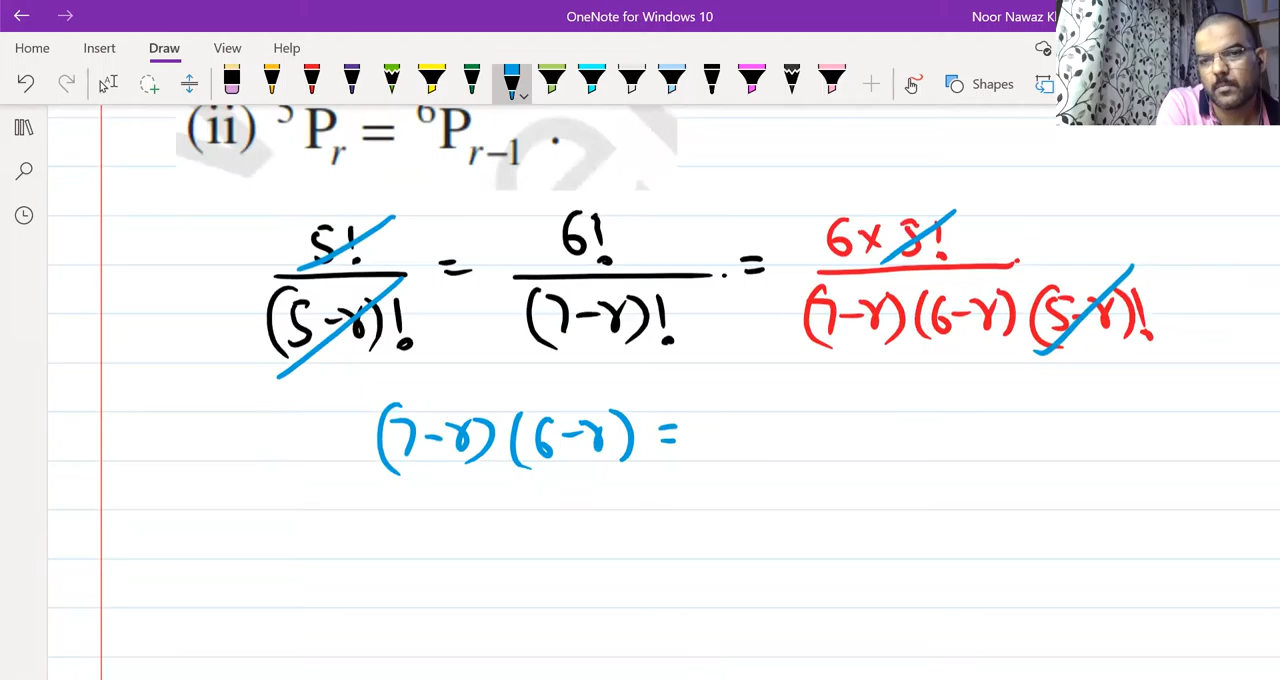 OneNote for Windows 10
Noor Nawaz K
Home Insert Draw View Help
Shapes
(ii) ⁵Pᵣ = ⁶Pᵣ₋₁ .
5! / (5-r)! = 6! / (7-r)! . = 6 × 5! / (7-r)(6-r)(5-r)!
(7-r)(6-r) =